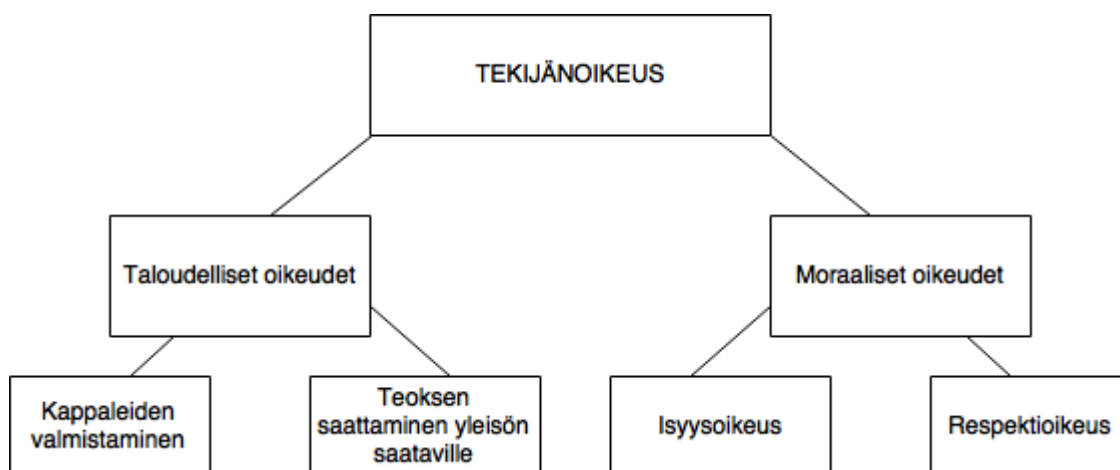 TEKIJÄNOIKEUS
Taloudelliset oikeudet
Moraaliset oikeudet
Kappaleiden
valmistaminen
Teoksen
saattaminen yleisön
saataville
Isyysoikeus
Respektioikeus